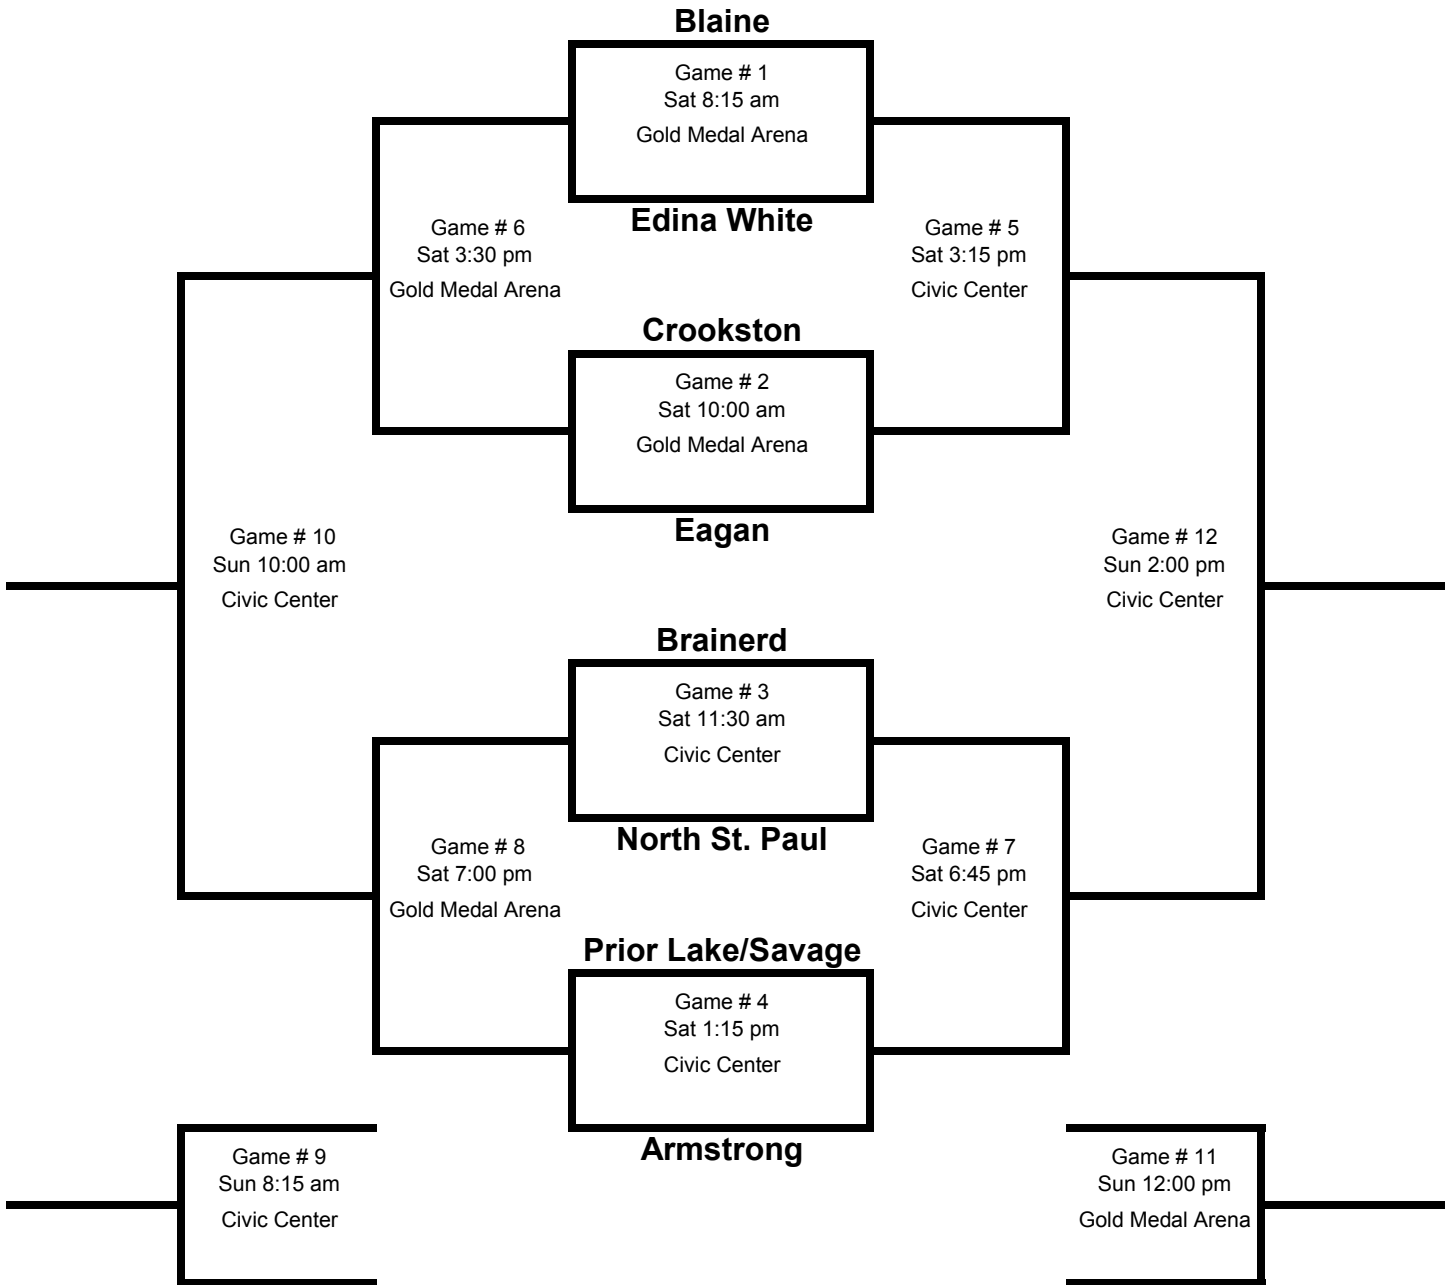 Blaine
Game # 1
Sat 8:15 am
Gold Medal Arena
Edina White
Game # 6
Sat 3:30 pm
Gold Medal Arena
Game # 5
Sat 3:15 pm
Civic Center
Crookston
Game # 2
Sat 10:00 am
Gold Medal Arena
Eagan
Game # 10
Sun 10:00 am
Civic Center
Game # 12
Sun 2:00 pm
Civic Center
Brainerd
Game # 3
Sat 11:30 am
Civic Center
North St. Paul
Game # 8
Sat 7:00 pm
Gold Medal Arena
Game # 7
Sat 6:45 pm
Civic Center
Prior Lake/Savage
Game # 4
Sat 1:15 pm
Civic Center
Armstrong
Game # 9
Sun 8:15 am
Civic Center
Game # 11
Sun 12:00 pm
Gold Medal Arena